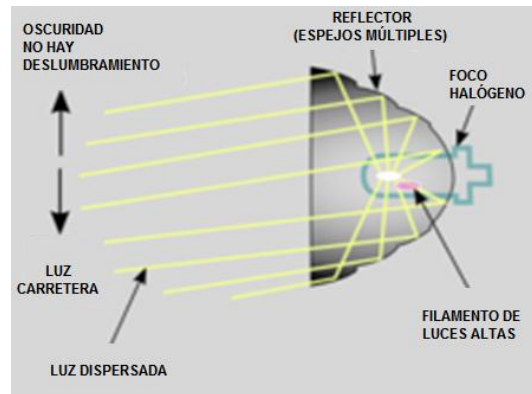 OSCURIDAD
NO HAY
DESLUMBRAMIENTO
REFLECTOR
(ESPEJOS MÚLTIPLES)
FOCO
HALÓGENO
LUZ
CARRETERA
LUZ DISPERSADA
FILAMENTO DE
LUCES ALTAS